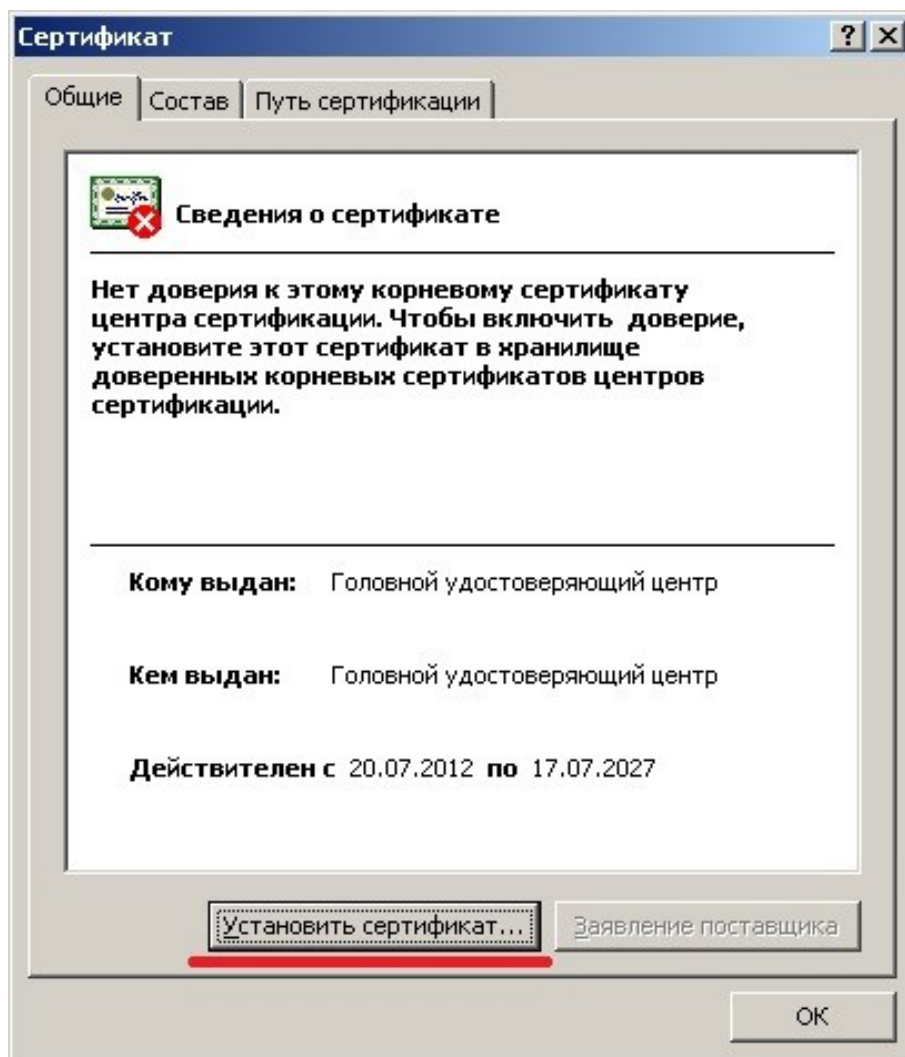 Сертификат
Общие Состав Путь сертификации
Сведения о сертификате
Нет доверия к этому корневому сертификату
центра сертификации. Чтобы включить доверие,
установите этот сертификат в хранилище
доверенных корневых сертификатов центров
сертификации.
Кому выдан: Головной удостоверяющий центр
Кем выдан: Головной удостоверяющий центр
Действителен с 20.07.2012 по 17.07.2027
Установить сертификат... Заявление поставщика
ОК